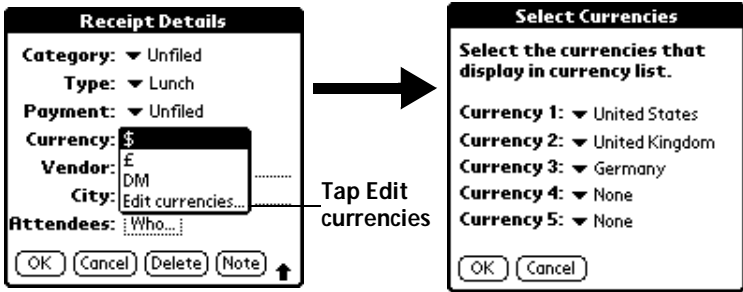 Receipt Details
Category: Unfiled
Type: Lunch
Payment: Unfiled
Currency: $
£
DM
Edit currencies...
Vendor:
City:
Attendees: Who...
OK Cancel Delete Note
Tap Edit
currencies
Select Currencies
Select the currencies that
display in currency list.
Currency 1: United States
Currency 2: United Kingdom
Currency 3: Germany
Currency 4: None
Currency 5: None
OK Cancel